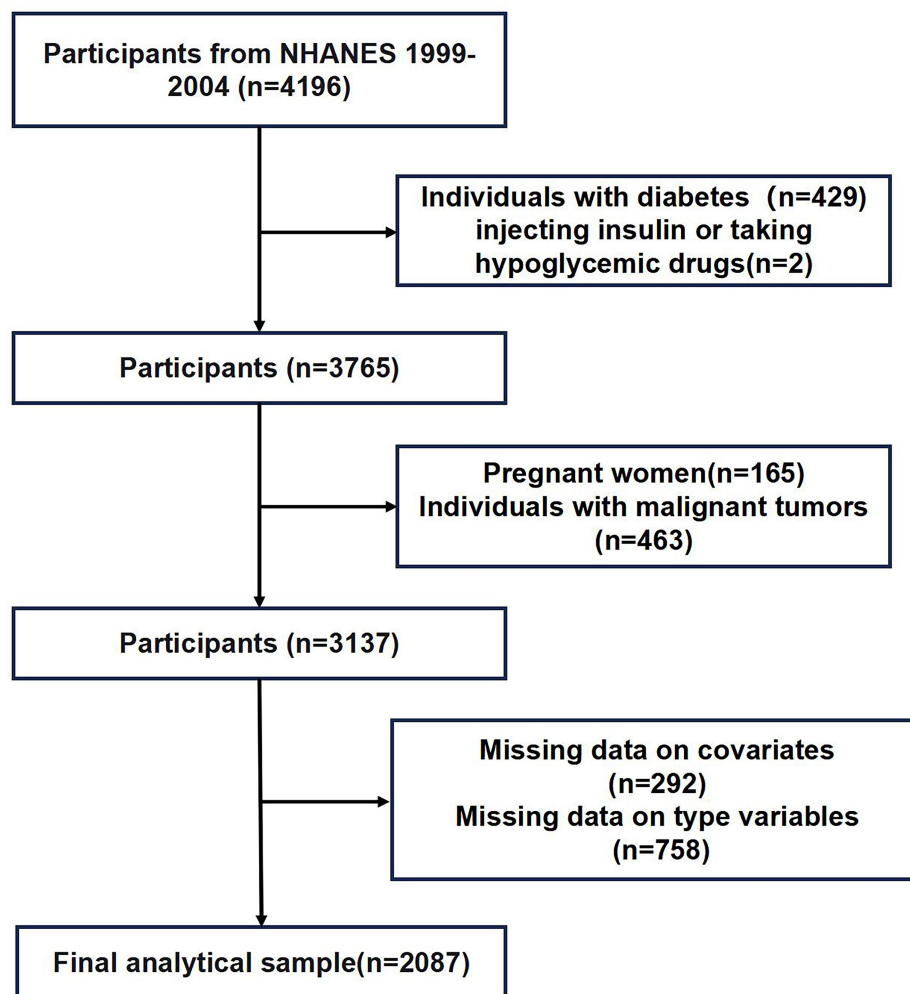 Participants from NHANES 1999-
2004 (n=4196)
Individuals with diabetes （n=429)
injecting insulin or taking
hypoglycemic drugs(n=2)
Participants (n=3765)
Pregnant women(n=165)
Individuals with malignant tumors
(n=463)
Participants (n=3137)
Missing data on covariates
(n=292)
Missing data on type variables
(n=758)
Final analytical sample(n=2087)